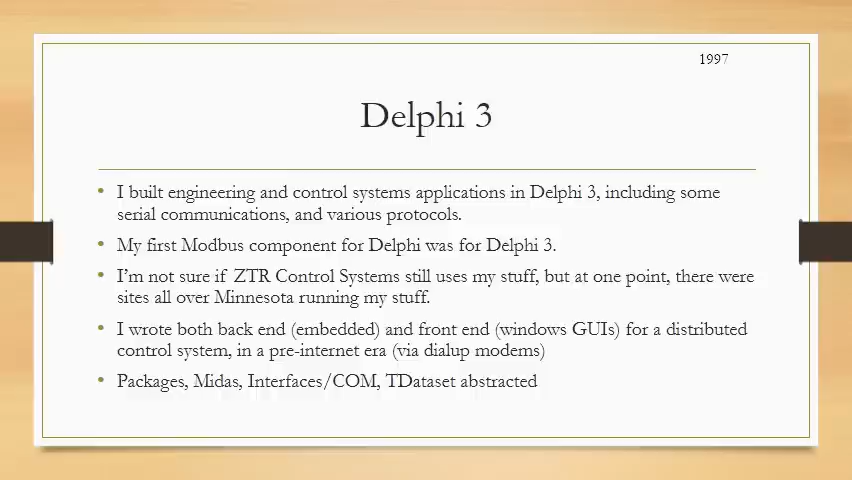 1997
Delphi 3
• I built engineering and control systems applications in Delphi 3, including some
serial communications, and various protocols.
• My first Modbus component for Delphi was for Delphi 3.
• I'm not sure if ZTR Control Systems still uses my stuff, but at one point, there were
sites all over Minnesota running my stuff.
• I wrote both back end (embedded) and front end (windows GUIs) for a distributed
control system, in a pre-internet era (via dialup modems)
• Packages, Midas, Interfaces/COM, TDataset abstracted